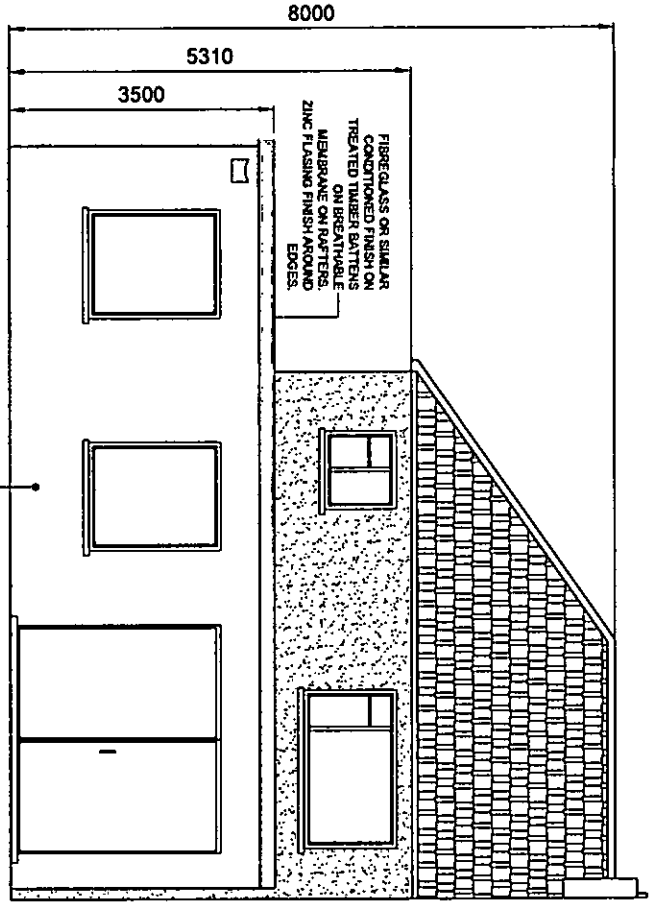 8000
5310
3500
FIBREGLASS OR SIMILAR
CONDITIONED FINISH ON
TREATED TIMBER BATTENS
ON BREATHABLE
MEMBRANE ON RAFTERS.
ZINC FLASING FINISH AROUND
EDGES.